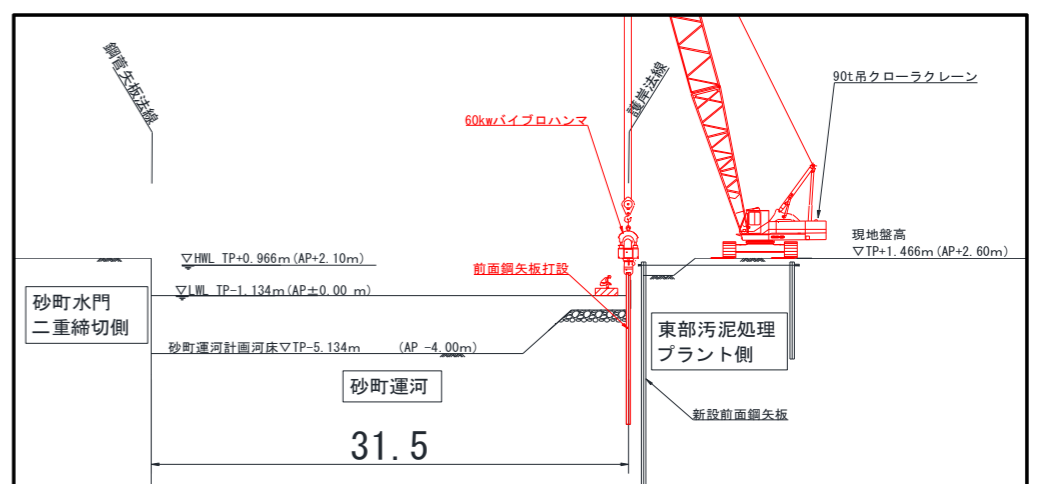 鋼管矢板法線
護岸法線
90t吊クローラクレーン
60kwバイブロハンマ
現地盤高
▽TP+1.466m(AP+2.60m)
▽HWL TP+0.966m(AP+2.10m)
前面鋼矢板打設
▽LWL TP-1.134m(AP±0.00 m)
砂町水門
二重締切側
東部汚泥処理
プラント側
砂町運河計画河床▽TP-5.134m (AP -4.00m)
砂町運河
新設前面鋼矢板
31.5